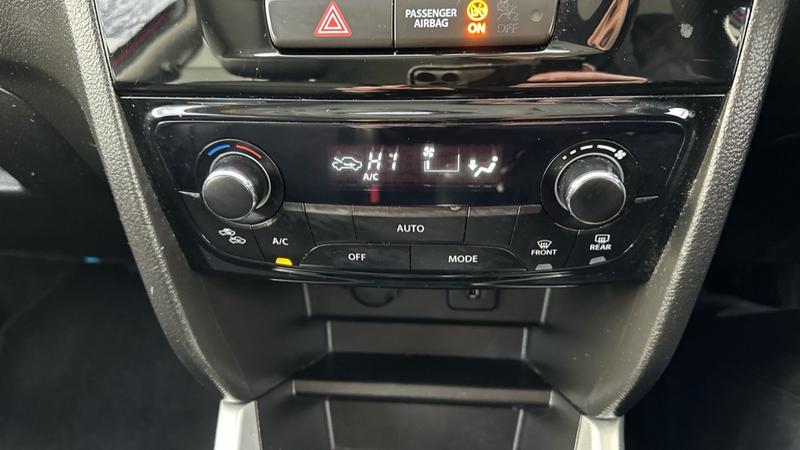 PASSENGER
AIRBAG
ON OFF
HI
A/C
A/C
AUTO
OFF
MODE
FRONT
REAR